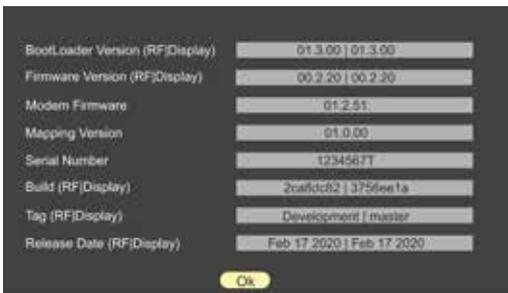 BootLoader Version (RF|Display) 01.3.00 | 01.3.00
Firmware Version (RF|Display) 00.2.20 | 00.2.20
Modem Firmware 01.2.51
Mapping Version 01.0.00
Serial Number 1234567T
Build (RF|Display) | 3756ee1a
Tag (RF|Display) Development | master
Release Date (RF|Display) Feb 17 2020 | Feb 17 2020
Ok